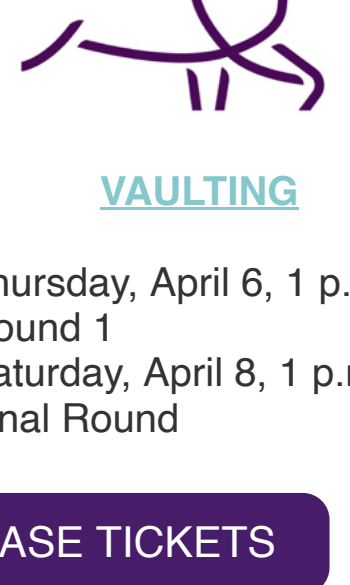 VAULTING
hursday, April 6, 1 p.
ound 1
aturday, April 8, 1 p.
nal Round
ASE TICKETS